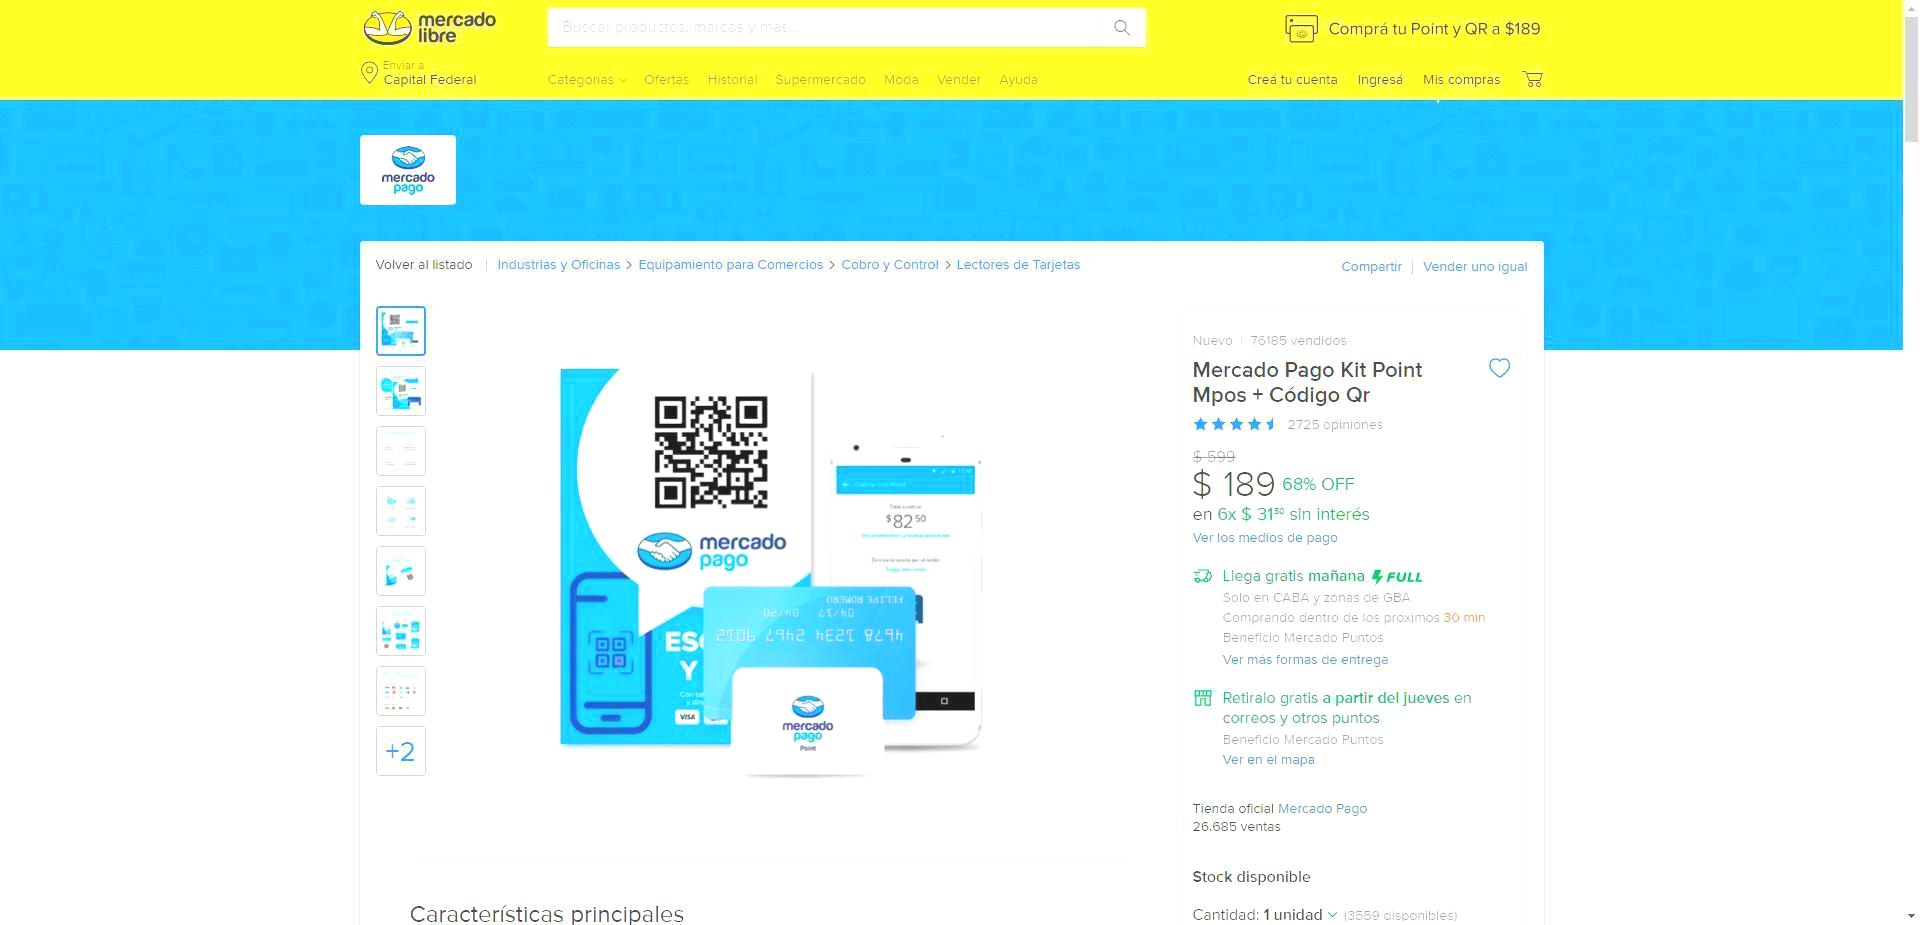 mercado
libre
Buscar productos, marcas y más...
Comprá tu Point y QR a $189
Enviar a
Capital Federal
Categorías
Ofertas
Historial
Supermercado
Moda
Vender
Ayuda
Creá tu cuenta
Ingresá
Mis compras
mercado
pago
Volver al listado
Industrias y Oficinas > Equipamiento para Comercios > Cobro y Control > Lectores de Tarjetas
Compartir
Vender uno igual
+2
mercado
pago
ESC
Y
VISA
Cobrar con Point
$ 82 50
FELIPE ROMERO
04/17 04/20
4678 1234 2467 9012
mercado
pago
Point
Nuevo | 76185 vendidos
Mercado Pago Kit Point
Mpos + Código Qr
2725 opiniones
$ 599
$ 189 68% OFF
en 6x $ 31 50 sin interés
Ver los medios de pago
Llega gratis mañana FULL
Solo en CABA y zonas de GBA
Comprando dentro de los próximos 30 min
Beneficio Mercado Puntos
Ver más formas de entrega
Retiralo gratis a partir del jueves en
correos y otros puntos
Beneficio Mercado Puntos
Ver en el mapa
Tienda oficial Mercado Pago
26.685 ventas
Stock disponible
Cantidad: 1 unidad (3559 disponibles)
Características principales